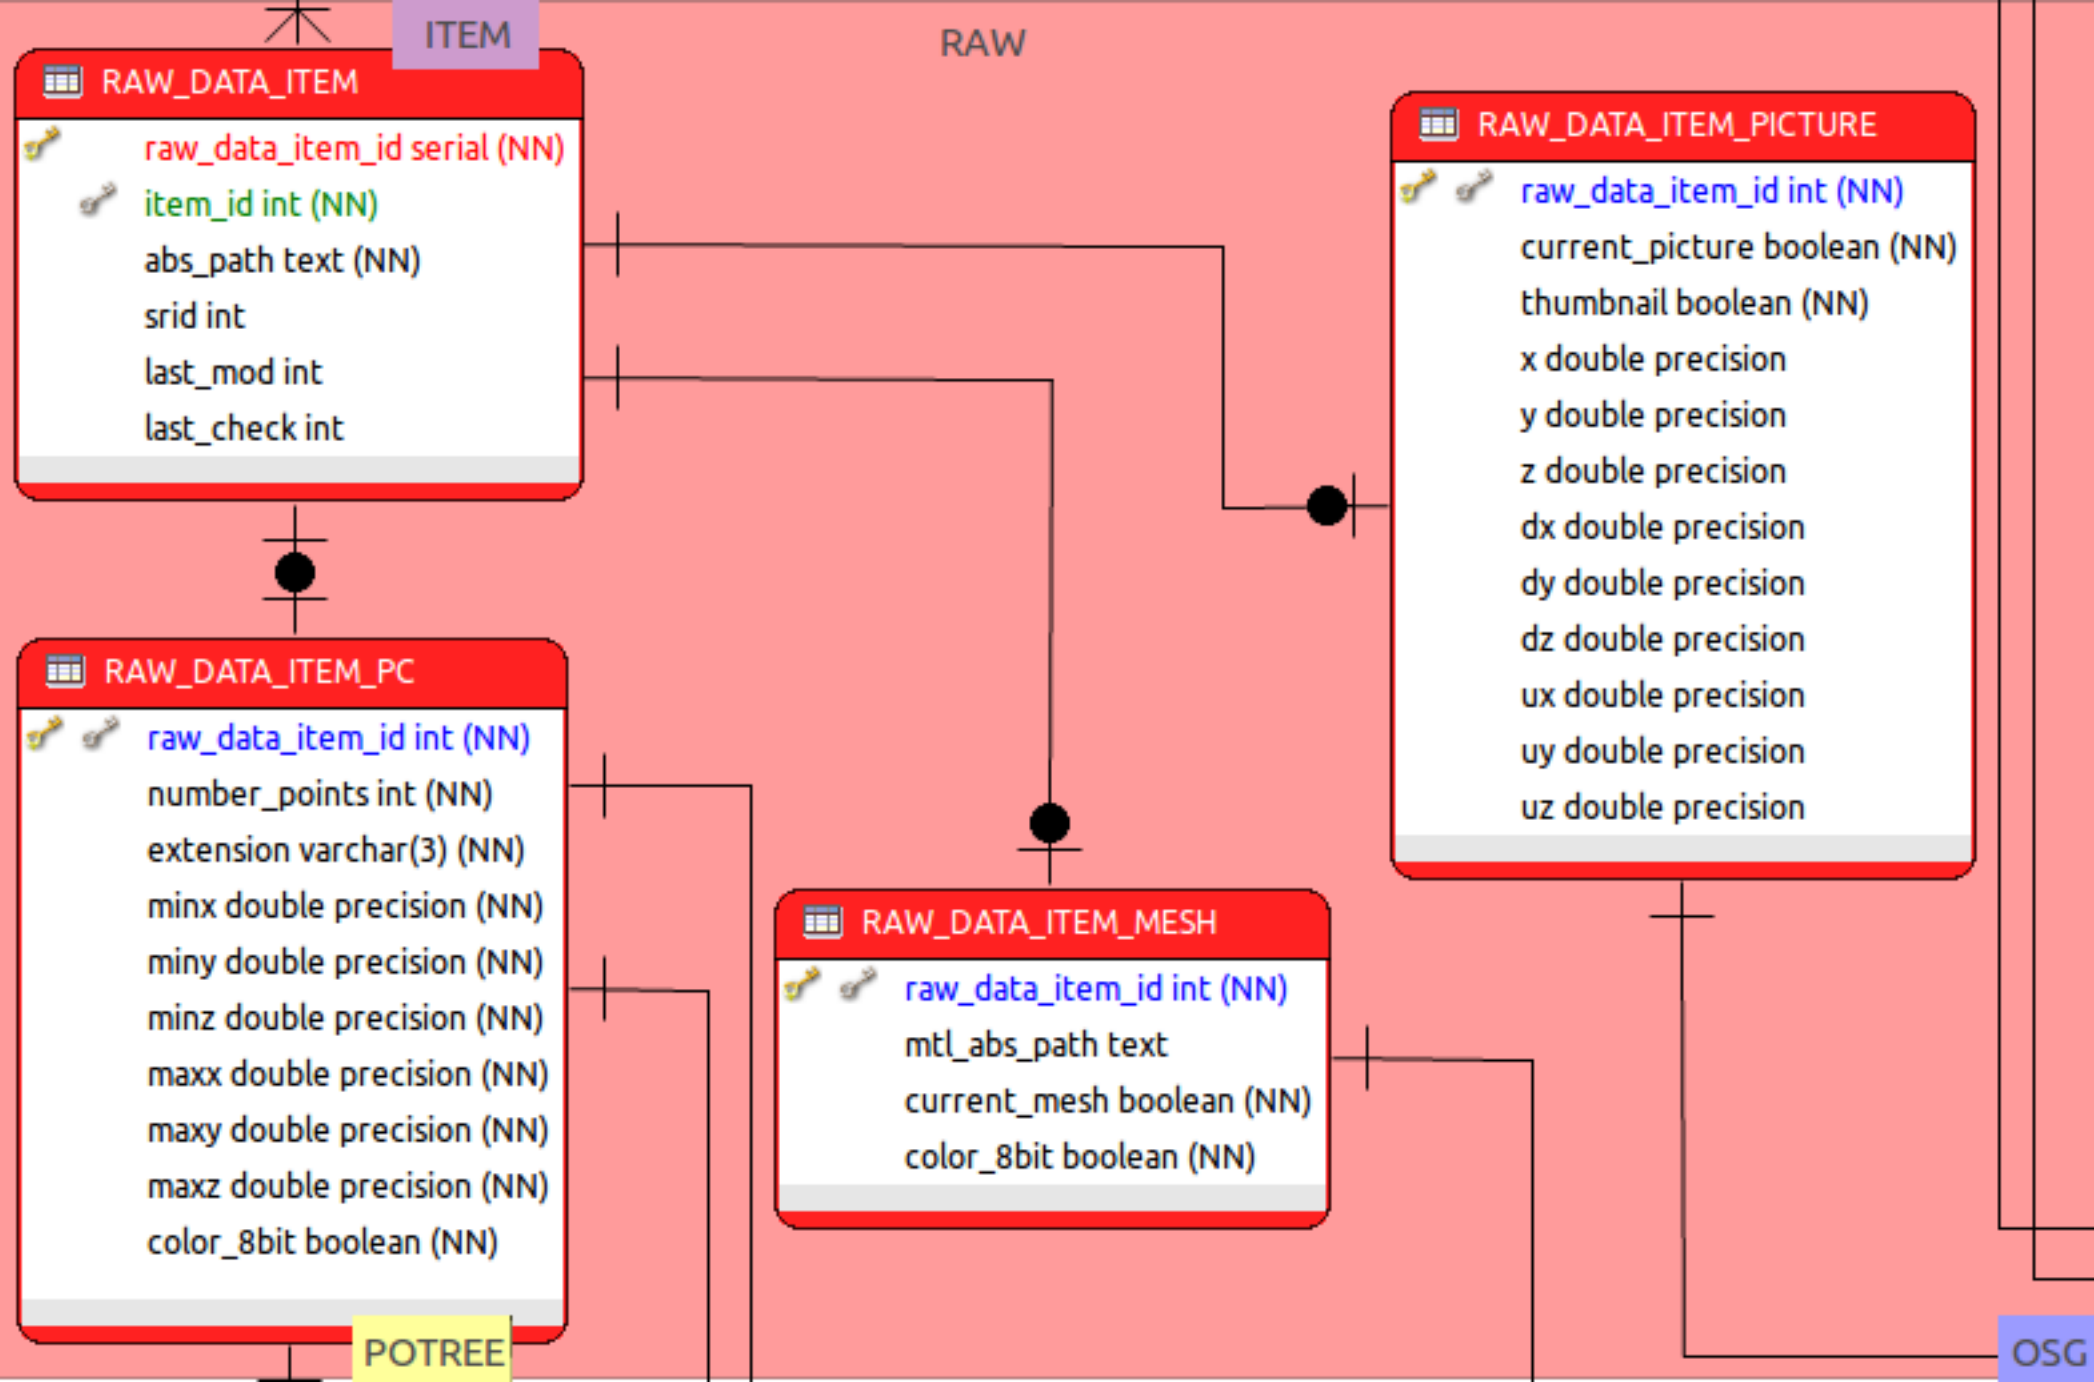 ITEM
RAW
RAW_DATA_ITEM
raw_data_item_id serial (NN)
item_id int (NN)
abs_path text (NN)
srid int
last_mod int
last_check int
RAW_DATA_ITEM_PICTURE
raw_data_item_id int (NN)
current_picture boolean (NN)
thumbnail boolean (NN)
x double precision
y double precision
z double precision
dx double precision
dy double precision
dz double precision
ux double precision
uy double precision
uz double precision
RAW_DATA_ITEM_PC
raw_data_item_id int (NN)
number_points int (NN)
extension varchar(3) (NN)
minx double precision (NN)
miny double precision (NN)
minz double precision (NN)
maxx double precision (NN)
maxy double precision (NN)
maxz double precision (NN)
color_8bit boolean (NN)
RAW_DATA_ITEM_MESH
raw_data_item_id int (NN)
mtl_abs_path text
current_mesh boolean (NN)
color_8bit boolean (NN)
POTREE
OSG